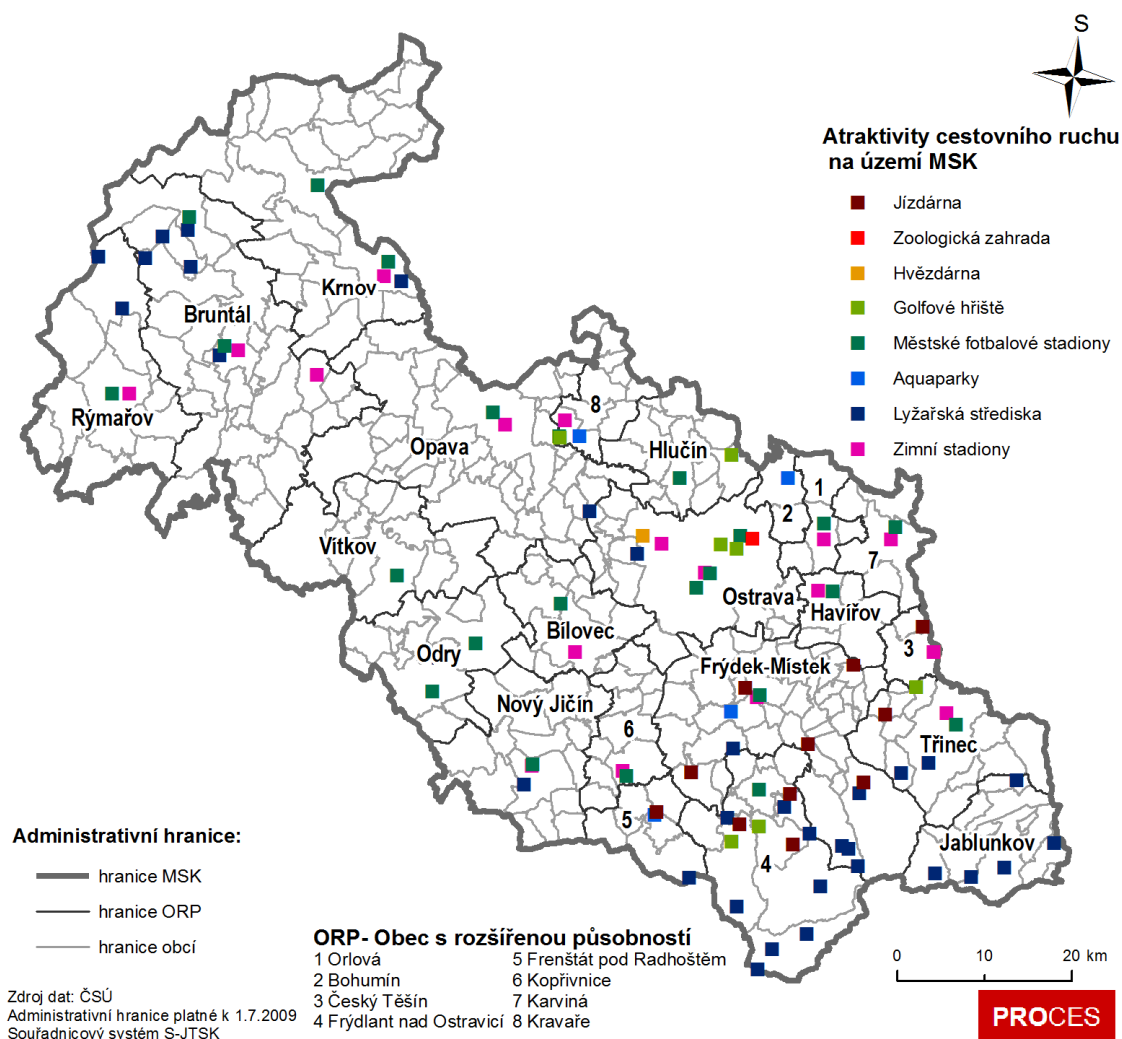 S
Atraktivity cestovního ruchu
na území MSK
Jízdárna
Zoologická zahrada
Hvězdárna
Golfové hřiště
Městské fotbalové stadiony
Aquaparky
Lyžařská střediska
Zimní stadiony
Krnov
Bruntál
Rýmařov
8
Opava
Hlučín
1
2
7
Vítkov
Ostrava
Havířov
Bílovec
3
Odry
Frýdek-Místek
Nový Jičín
6
Třinec
5
4
Jablunkov
Administrativní hranice:
hranice MSK
hranice ORP
hranice obcí
ORP- Obec s rozšířenou působností
1 Orlová
2 Bohumín
3 Český Těšín
4 Frýdlant nad Ostravicí
5 Frenštát pod Radhoštěm
6 Kopřivnice
7 Karviná
8 Kravaře
0 10 20 km
Zdroj dat: ČSÚ
Administrativní hranice platné k 1.7.2009
Souřadnicový systém S-JTSK
PROCES